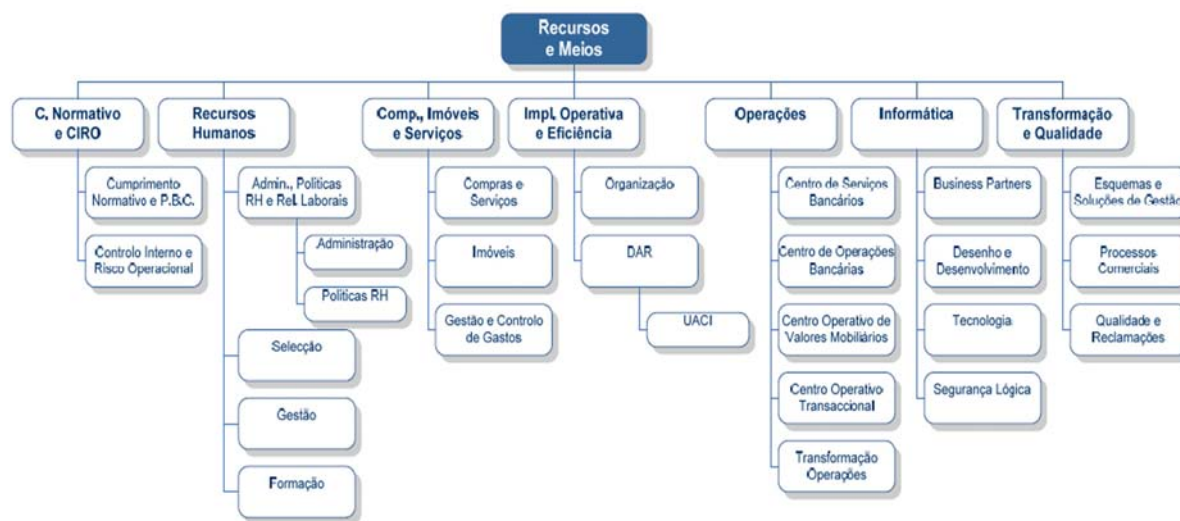 Recursos
e Meios
C. Normativo
e CIRO
Cumprimento
Normativo e P.B.C.
Controlo Interno e
Risco Operacional
Recursos
Humanos
Admin., Politicas
RH e Rel. Laborais
Administração
Politicas RH
Selecção
Gestão
Formação
Comp., Imóveis
e Serviços
Compras e
Serviços
Imóveis
Gestão e Controlo
de Gastos
Impl. Operativa
e Eficiência
Organização
DAR
UACI
Operações
Centro de Serviços
Bancários
Centro de Operações
Bancárias
Centro Operativo de
Valores Mobiliários
Centro Operativo
Transaccional
Transformação
Operações
Informática
Business Partners
Desenho e
Desenvolvimento
Tecnologia
Segurança Lógica
Transformação
e Qualidade
Esquemas e
Soluções de Gestão
Processos
Comerciais
Qualidade e
Reclamações